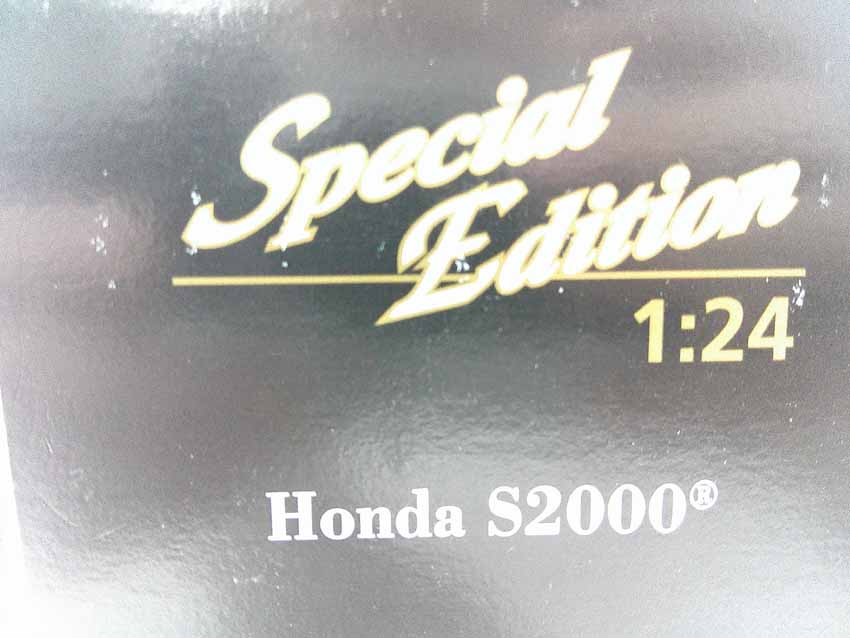 Special
Edition
1:24
Honda S2000®